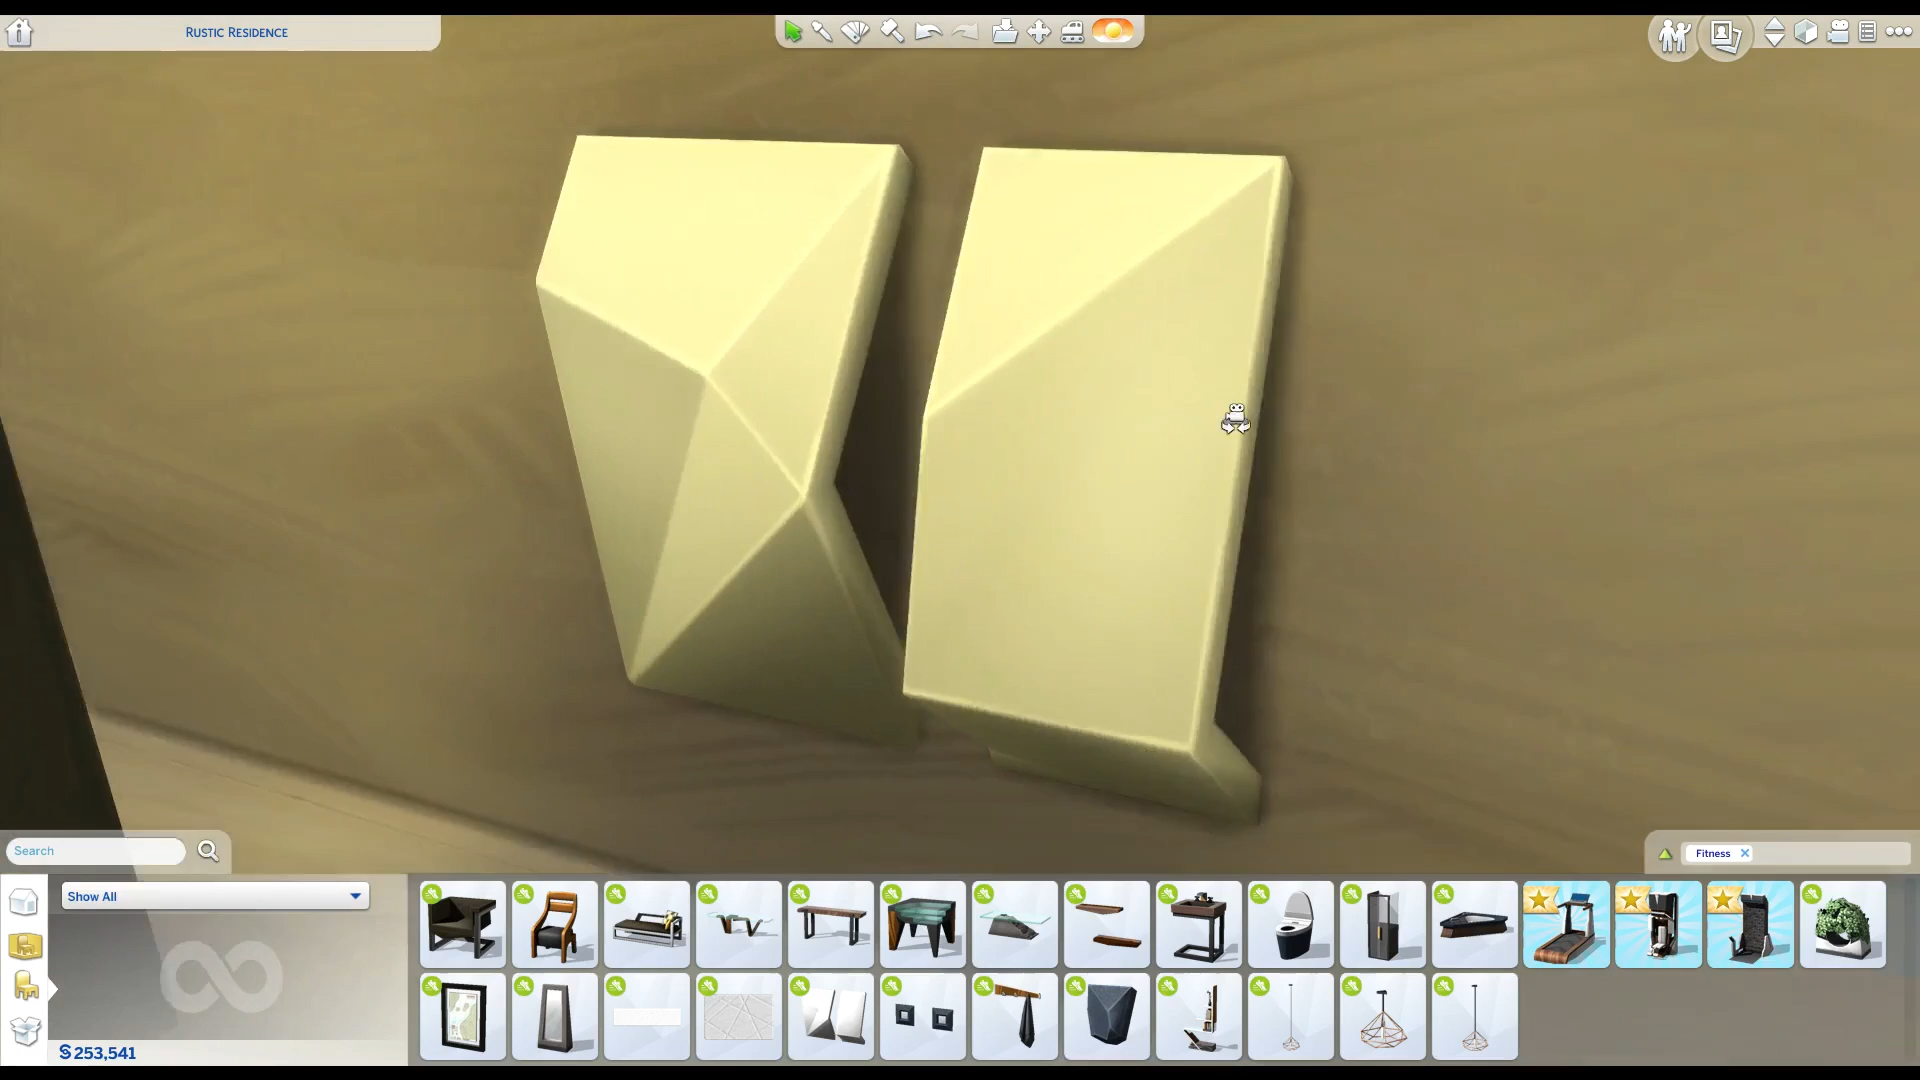 RUSTIC RESIDENCE
Search
Fitness
Show All
§253,541